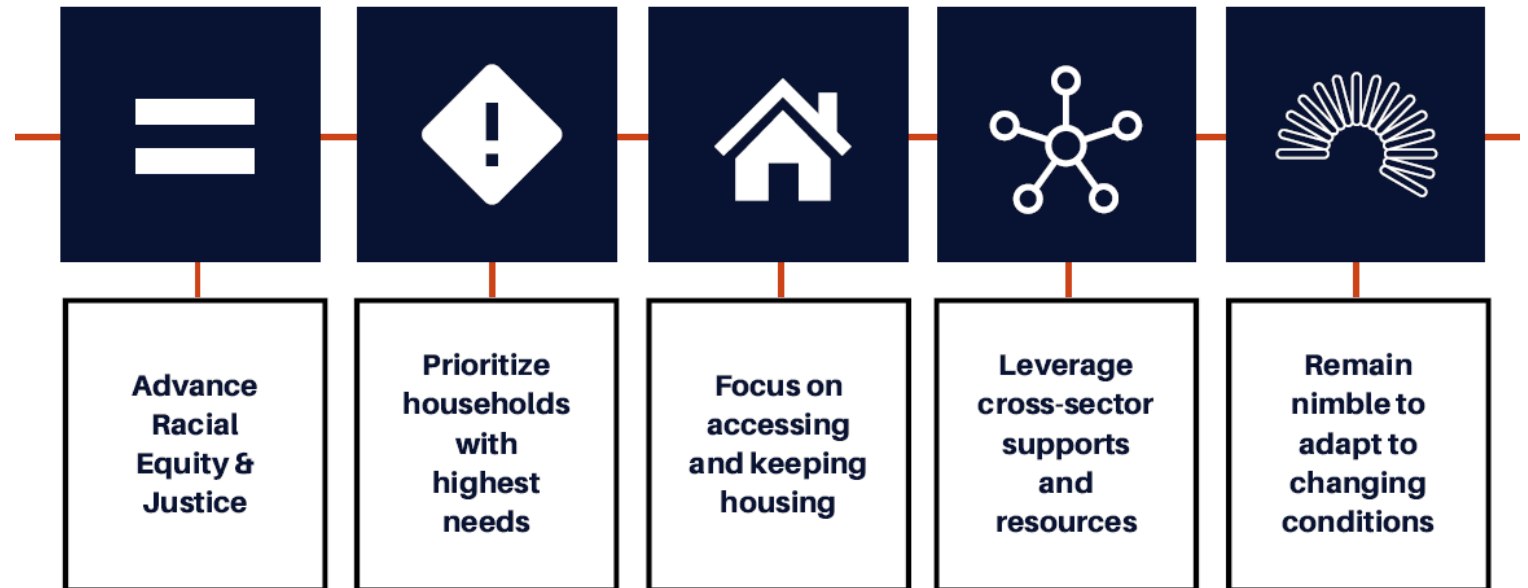 Advance
Racial
Equity &
Justice
Prioritize
households
with
highest
needs
Focus on
accessing
and keeping
housing
Leverage
cross-sector
supports
and
resources
Remain
nimble to
adapt to
changing
conditions